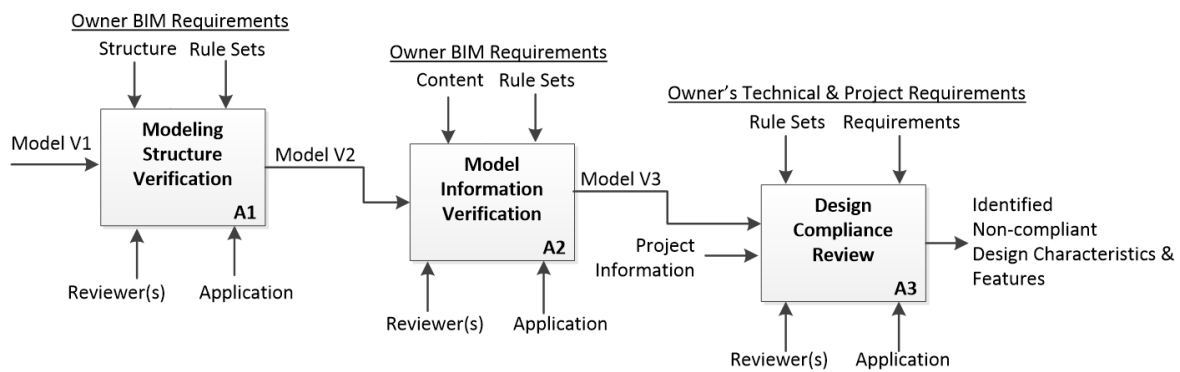 Owner BIM Requirements
Structure Rule Sets
Model V1
Modeling
Structure
Verification
A1
Reviewer(s) Application
Model V2
Owner BIM Requirements
Content Rule Sets
Model
Information
Verification
A2
Reviewer(s) Application
Model V3
Owner's Technical & Project Requirements
Rule Sets Requirements
Project
Information
Design
Compliance
Review
A3
Reviewer(s) Application
Identified
Non-compliant
Design Characteristics &
Features